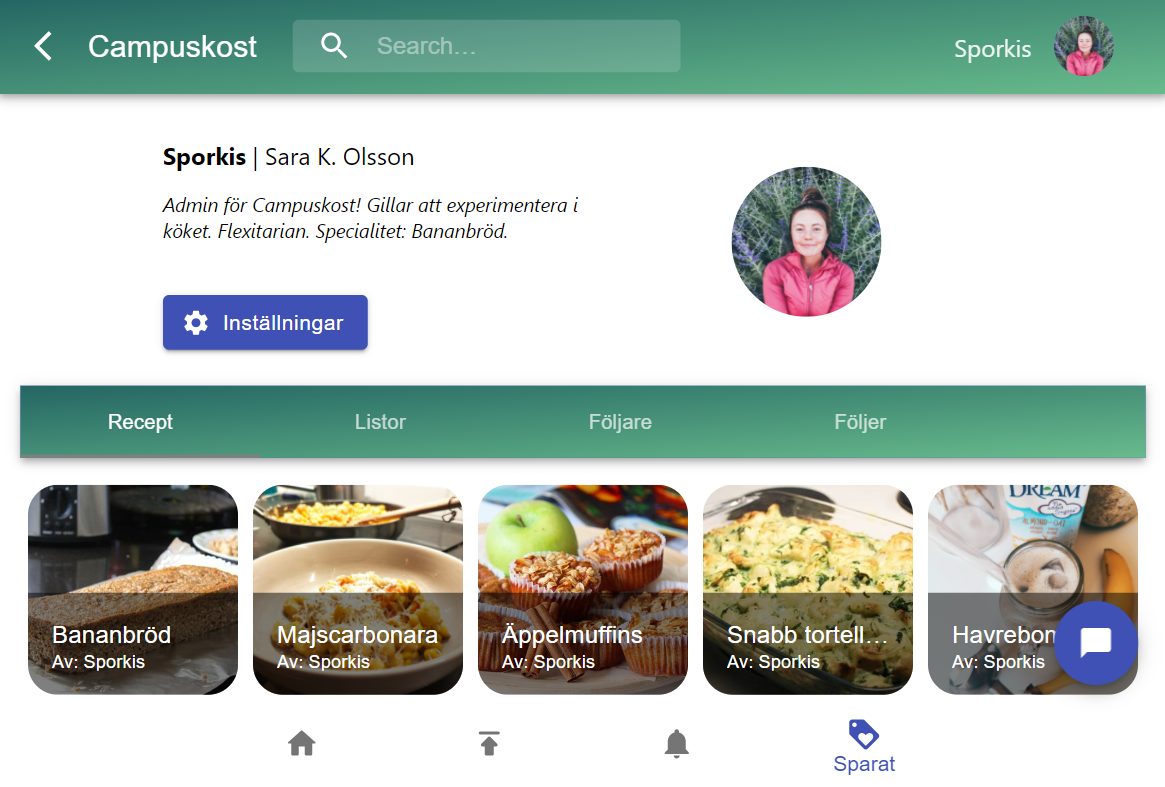 Campuskost
Search...
Sporkis
Sporkis | Sara K. Olsson
Admin för Campuskost! Gillar att experimentera i
köket. Flexitarian. Specialitet: Bananbröd.
Inställningar
Recept
Listor
Följare
Följer
DREAM
Bananbröd
Av: Sporkis
Majscarbonara
Av: Sporkis
Äppelmuffins
Av: Sporkis
Snabb tortell...
Av: Sporkis
Havrebon
Av: Sporkis
Sparat